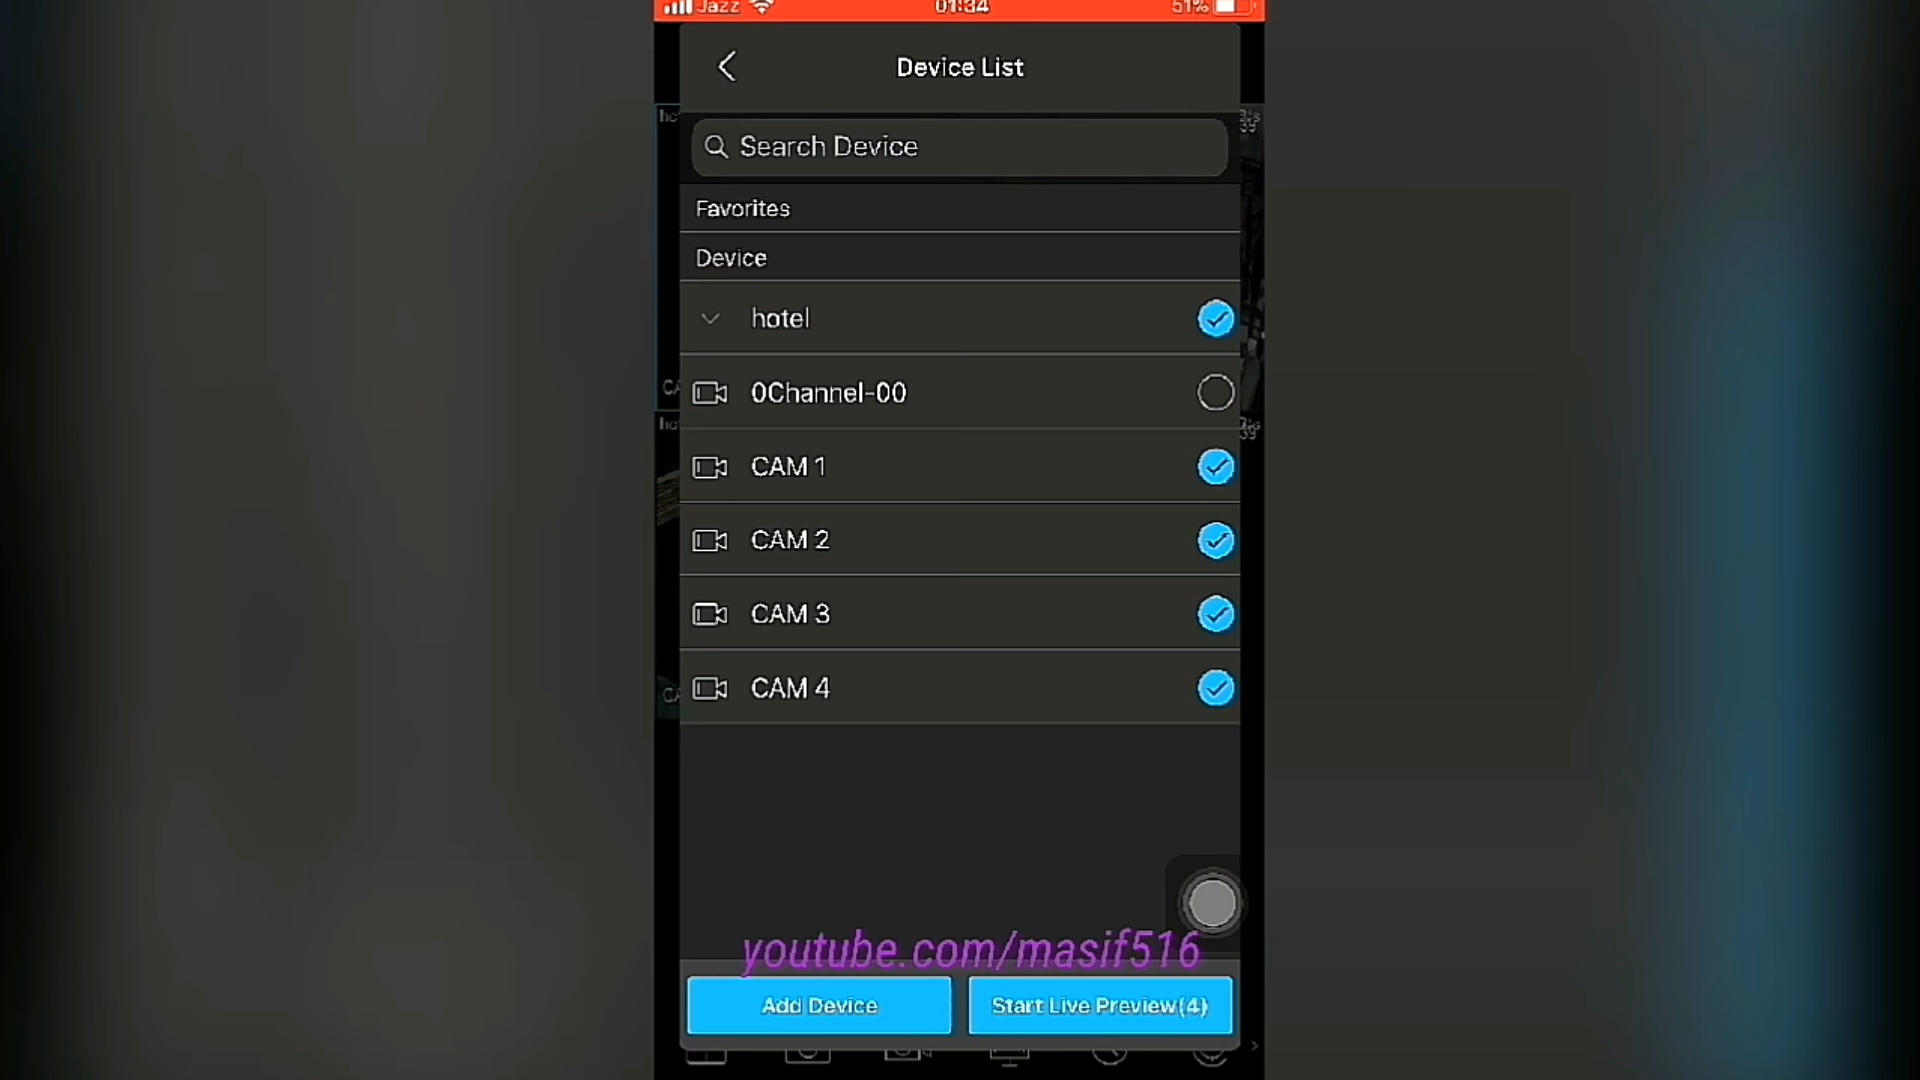 Jazz 01:34 51%
Device List
Search Device
Favorites
Device
hotel
0Channel-00
CAM 1
CAM 2
CAM 3
CAM 4
youtube.com/masif516
Add Device
Start Live Preview(4)